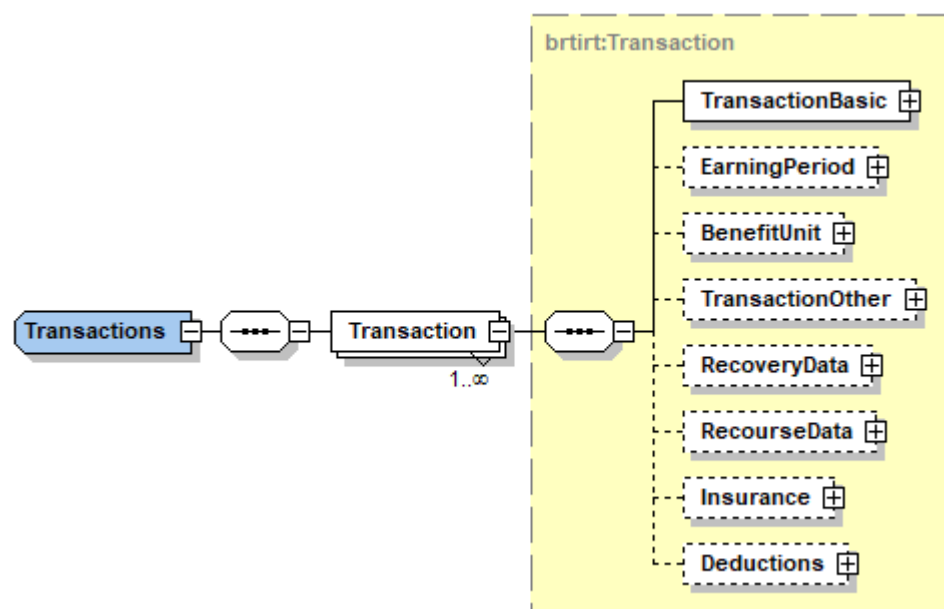 brtirt:Transaction
TransactionBasic
EarningPeriod
BenefitUnit
TransactionOther
Transactions
Transaction
1..∞
RecoveryData
RecourseData
Insurance
Deductions